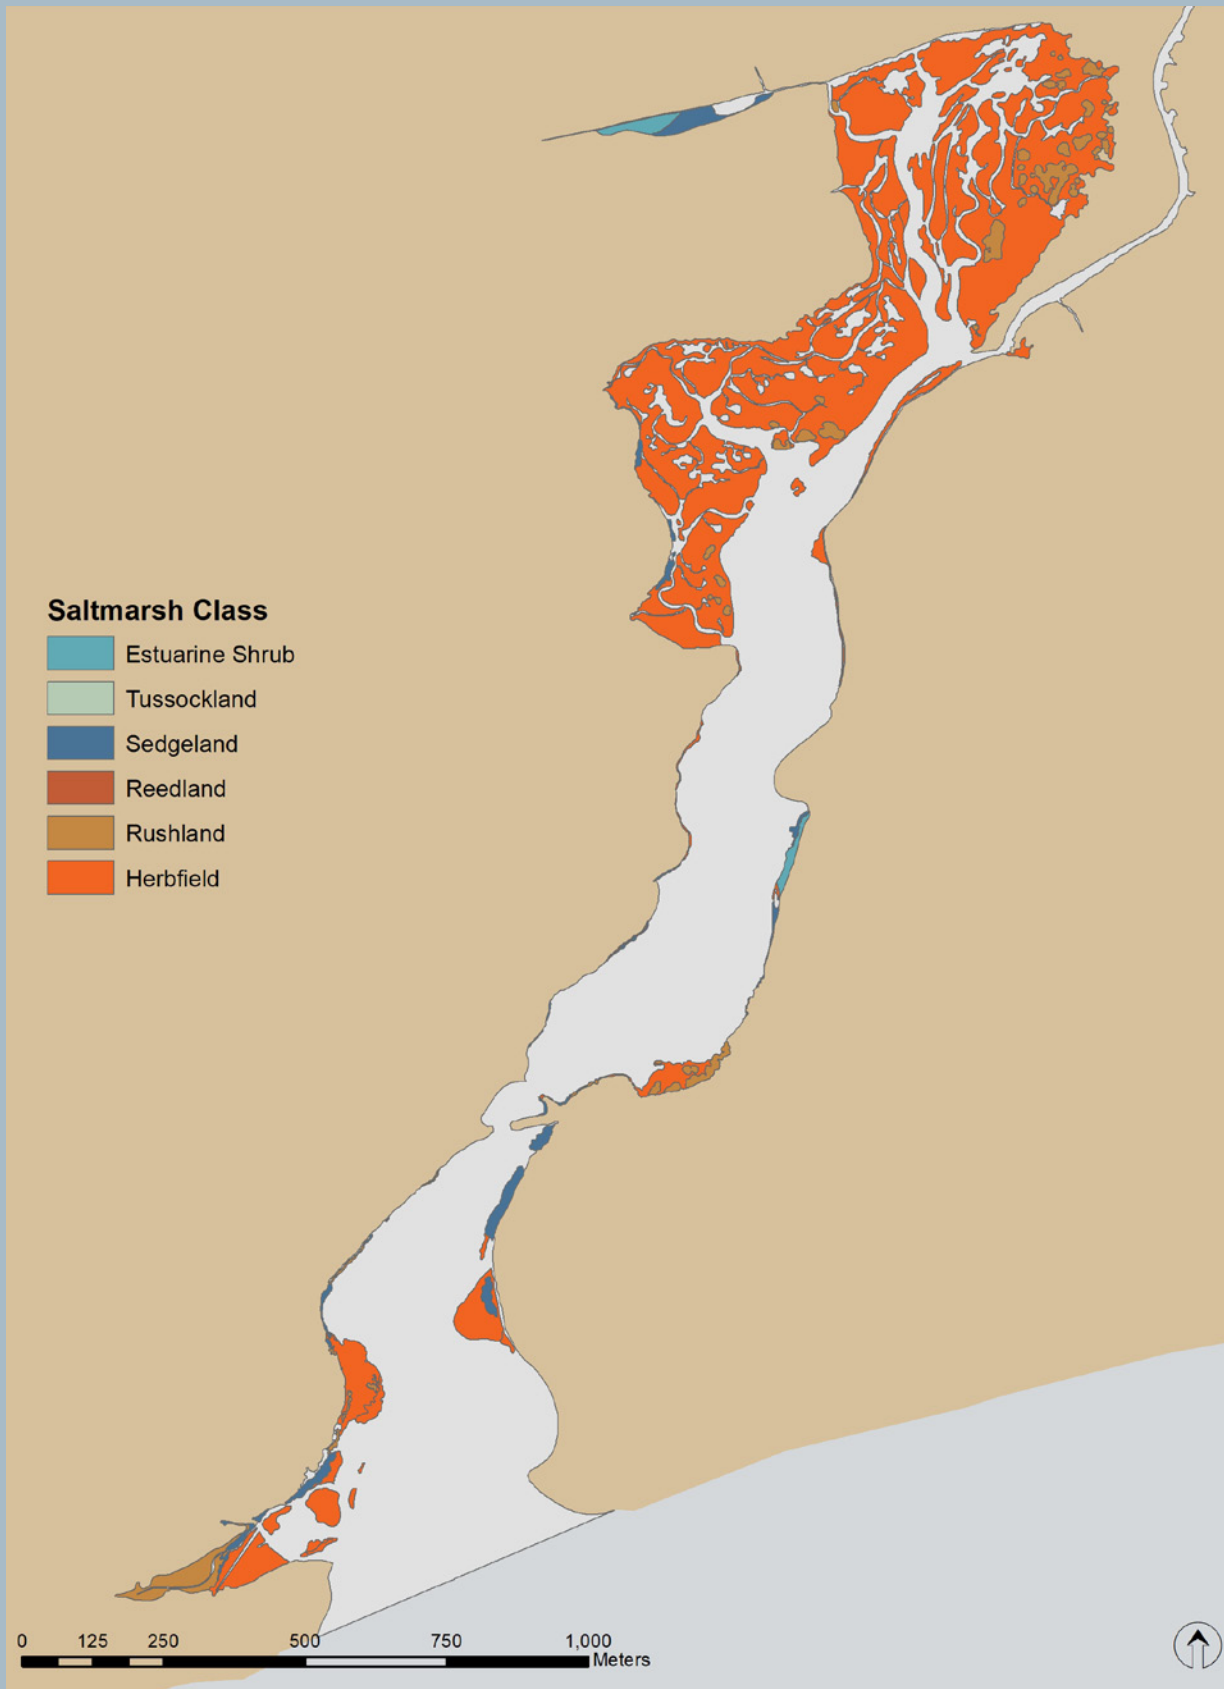 Saltmarsh Class
Estuarine Shrub
Tussockland
Sedgeland
Reedland
Rushland
Herbfield
0 125 250 500 750 1,000
Meters